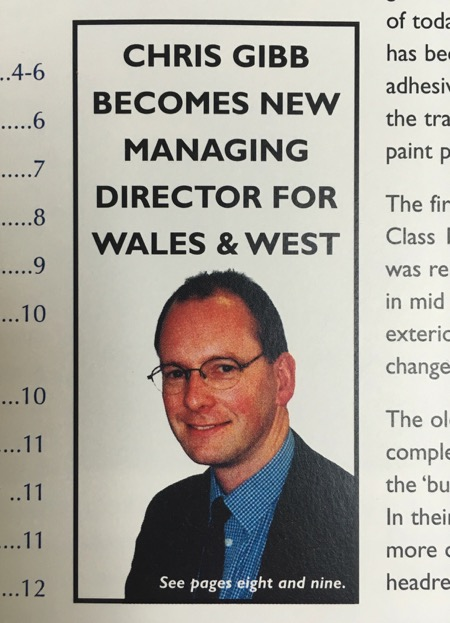 ..4-6
.....6
.....7
.....8
.....9
...10
...10
....11
..11
....11
....12
CHRIS GIBB
BECOMES NEW
MANAGING
DIRECTOR FOR
WALES & WEST
See pages eight and nine.
of toda
has bee
adhesiv
the tra
paint p
The fir
Class
was re
in mid
exterio
change
The ol
comple
the ‘bu
In thei
more
headre